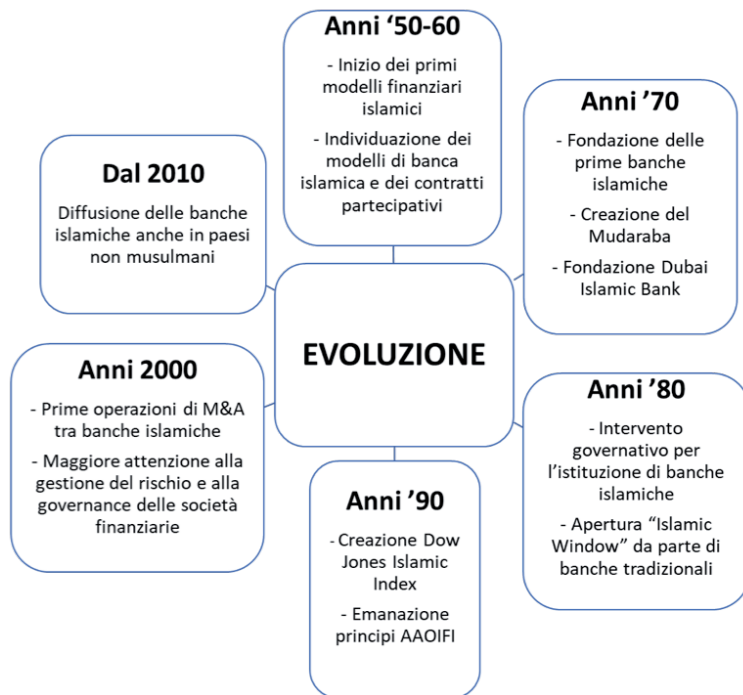 Anni ‘50-60
- Inizio dei primi
modelli finanziari
islamici
- Individuazione dei
modelli di banca
islamica e dei contratti
partecipativi
Anni ’70
- Fondazione delle
prime banche
islamiche
- Creazione del
Mudaraba
- Fondazione Dubai
Islamic Bank
Dal 2010
Diffusione delle banche
islamiche anche in paesi
non musulmani
EVOLUZIONE
Anni 2000
- Prime operazioni di M&A
tra banche islamiche
- Maggiore attenzione alla
gestione del rischio e alla
governance delle società
finanziarie
Anni ’80
- Intervento
governativo per
l’istituzione di banche
islamiche
- Apertura “Islamic
Window” da parte di
banche tradizionali
Anni ’90
- Creazione Dow
Jones Islamic
Index
- Emanazione
principi AAOIFI